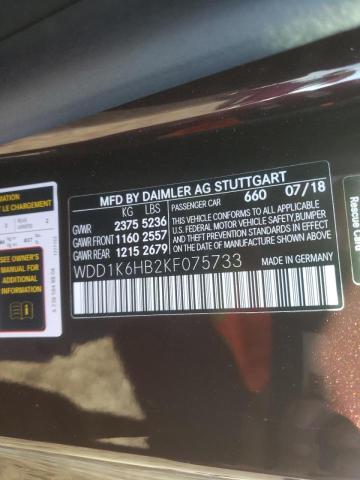 MFD BY DAIMLER AG STUTTGART
KG LBS
GWR 2375 5236
GAWR FRONT 1160 2557
GAWR REAR 1215 2679
PASSENGER CAR 660 07/18
THIS VEHICLE CONFORMS TO ALL
APPLICABLE U.S. FEDERAL MOTOR
VEHICLE SAFETY, BUMPER,
AND THEFT PREVENTION STANDARDS
IN EFFECT ON THE DATE OF
MANUFACTURE SHOWN ABOVE.
WDD1K6HB2KF075733
MADE IN GERMANY
LE CHARGEMENT
SEE OWNER'S
MANUAL FOR
ADDITIONAL
INFORMATION
Rescue